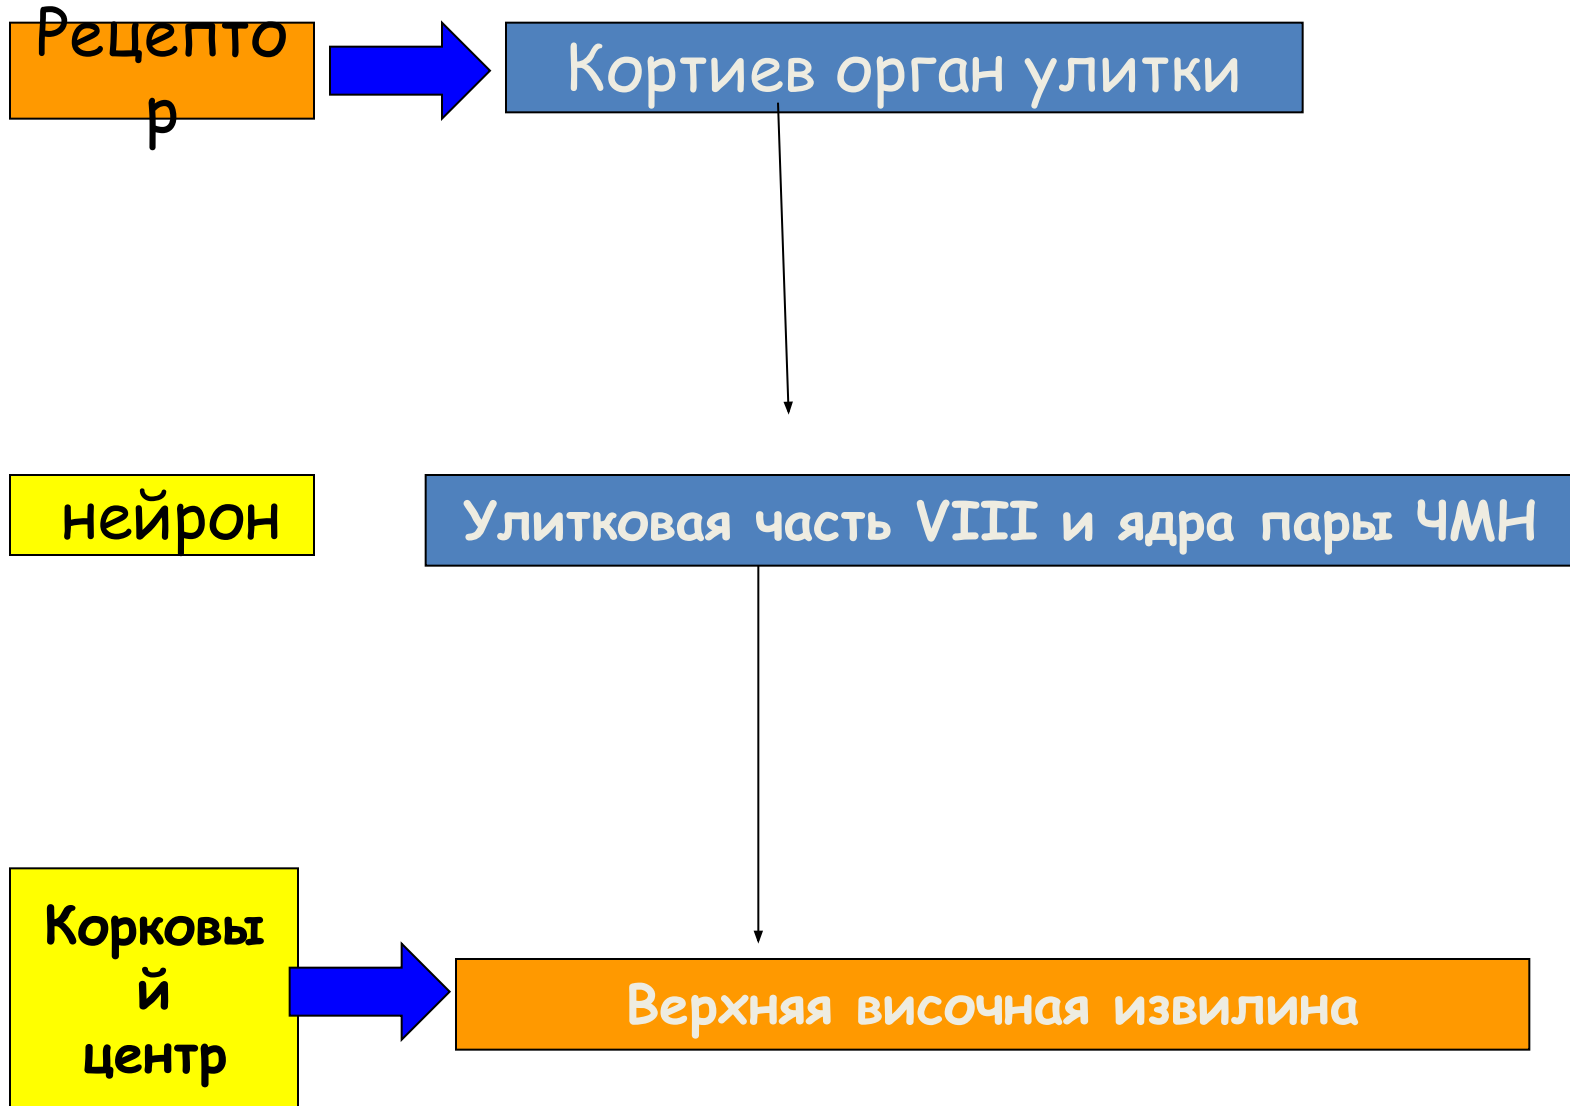 Рецепто
р
Кортиев орган улитки
нейрон
Улитковая часть VIII и ядра пары ЧМН
Корковы
й
центр
Верхняя височная извилина